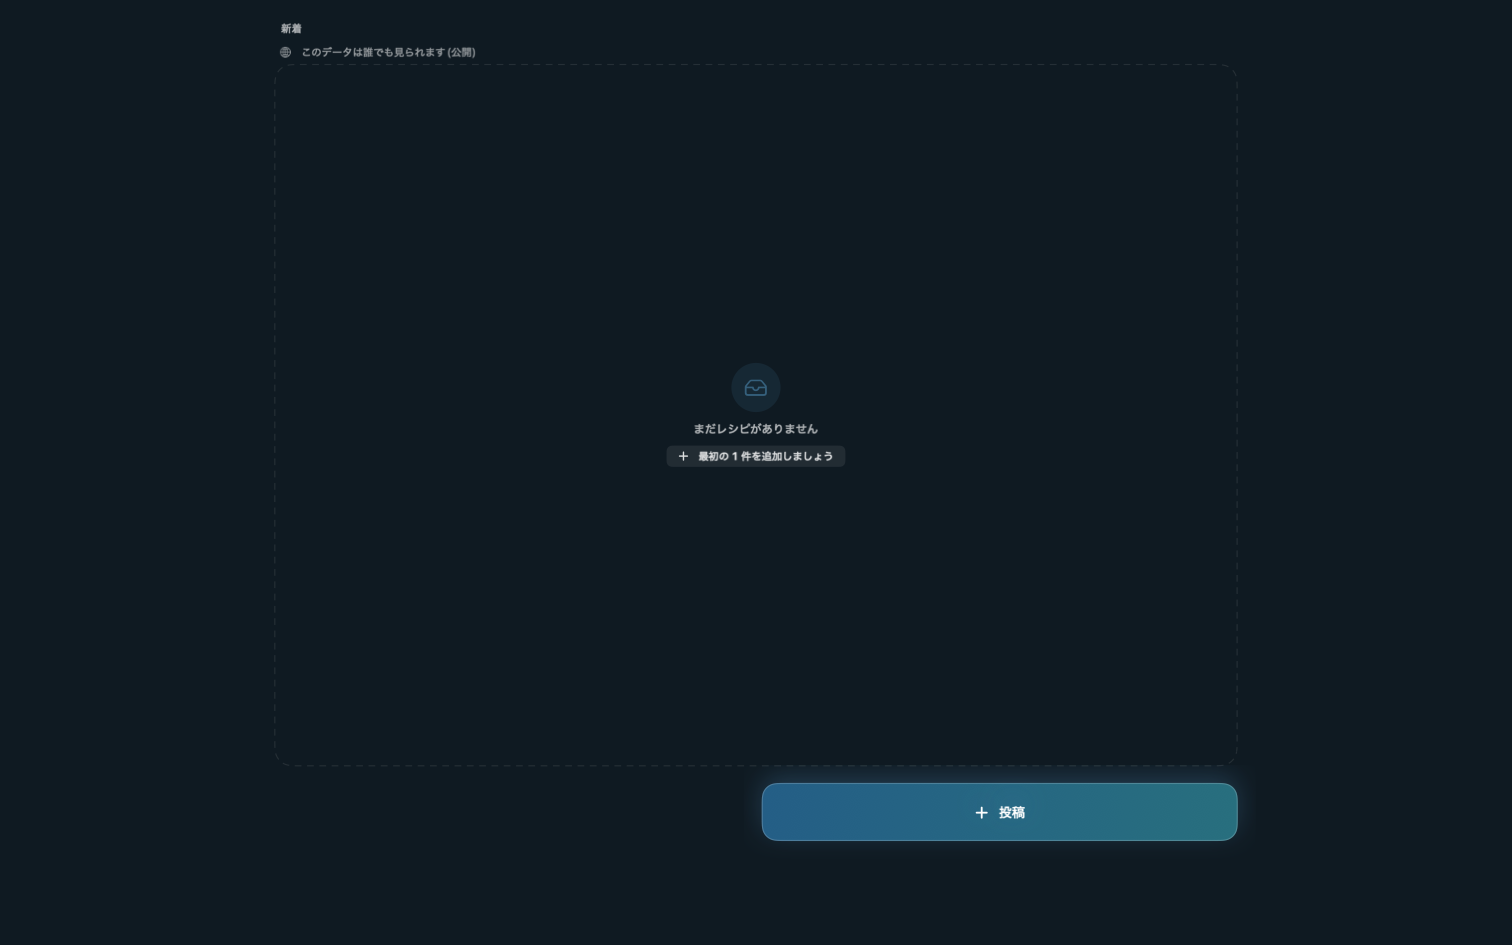 新着
このデータは誰でも見られます (公開)
まだレシピがありません
最初の 1 件を追加しましょう
投稿